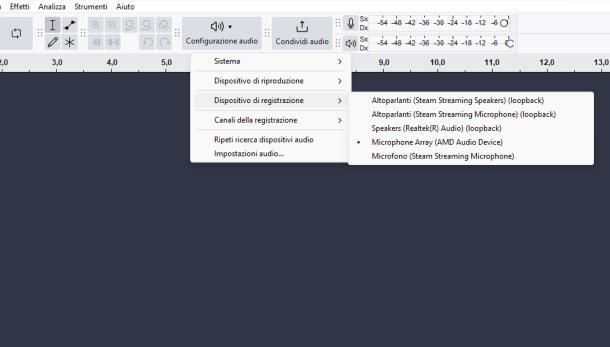 Effetti Analizza Strumenti Aiuto
Configurazione audio
Condividi audio
Sx
Dx
-54 -48 -42 -36 -30 -24 -18 -12 -6 0
Sx
Dx
-54 -48 -42 -36 -30 -24 -18 -12 -6
2,0 3,0 4,0 5,0 9,0 10,0 11,0 12,0 13,0
Sistema
Dispositivo di riproduzione
Dispositivo di registrazione
Canali della registrazione
Ripeti ricerca dispositivi audio
Impostazioni audio...
Altoparlanti (Steam Streaming Speakers) (loopback)
Altoparlanti (Steam Streaming Microphone) (loopback)
Speakers (Realtek(R) Audio) (loopback)
Microphone Array (AMD Audio Device)
Microfono (Steam Streaming Microphone)